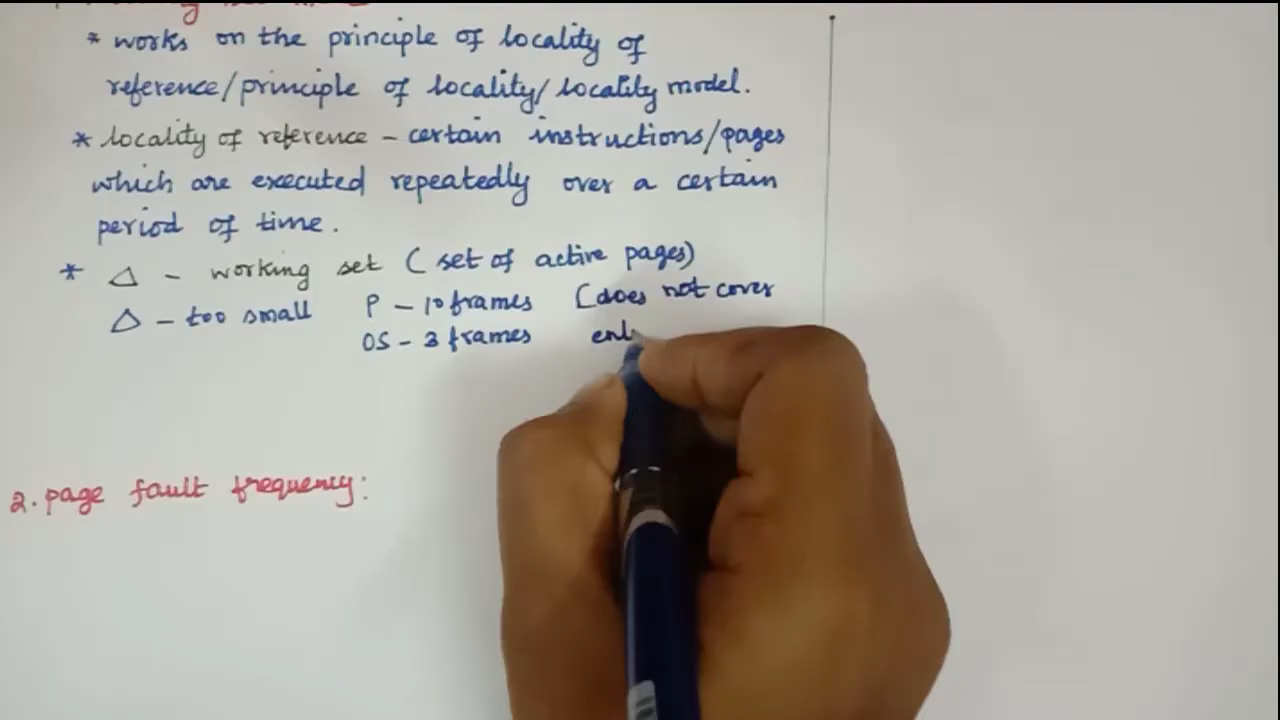 * works on the principle of locality of
reference/principle of locality/locality model.
* locality of reference - certain instructions/pages
which are executed repeatedly over a certain
period of time.
* Δ - working set (set of active pages)
Δ - too small P - 10 frames (does not cover
OS - 3 frames
2. page fault frequency: